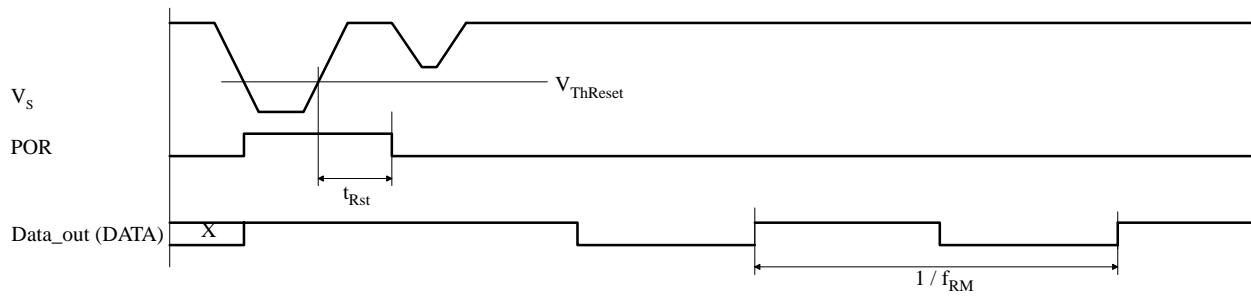 V_ThReset
V_S
POR
t_Rst
Data_out (DATA)
X
1 / f_RM